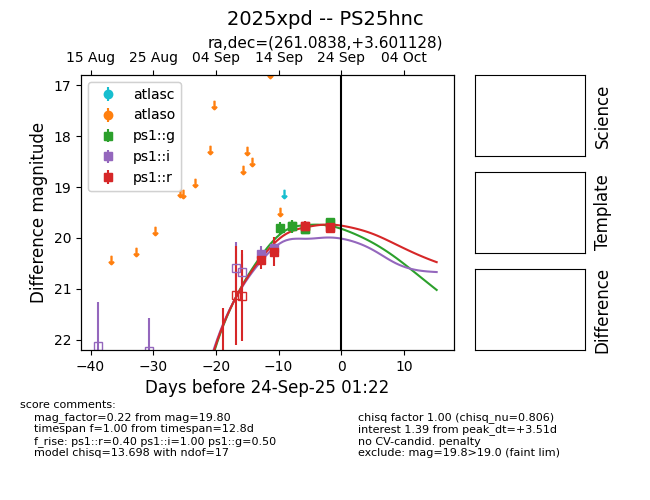 2025xpd -- PS25hnc
ra,dec=(261.0838,+3.601128)
15 Aug 25 Aug 04 Sep 14 Sep 24 Sep 04 Oct
atlasc
atlaso
ps1::g
ps1::i
ps1::r
17
18
19
20
21
22
Difference magnitude
−40 −30 −20 −10 0 10
Days before 24-Sep-25 01:22
Science
Template
Difference
score comments:
mag_factor=0.22 from mag=19.80
timespan f=1.00 from timespan=12.8d
f_rise: ps1::r=0.40 ps1::i=1.00 ps1::g=0.50
model chisq=13.698 with ndof=17
chisq factor 1.00 (chisq_nu=0.806)
interest 1.39 from peak_dt=+3.51d
no CV-candid. penalty
exclude: mag=19.8>19.0 (faint lim)